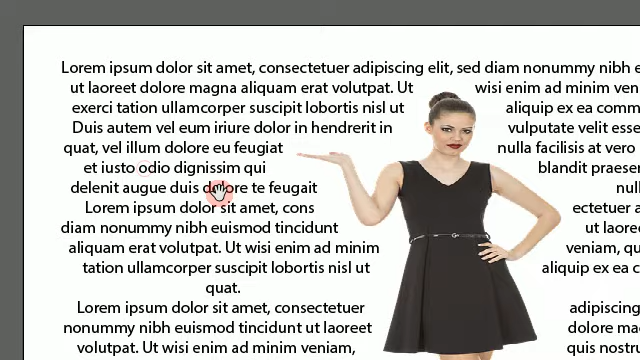 Lorem ipsum dolor sit amet, consectetuer adipiscing elit, sed diam nonummy nibh e
ut laoreet dolore magna aliquam erat volutpat. Ut wisi enim ad minim ven
exerci tation ullamcorper suscipit lobortis nisl ut aliquip ex ea comm
Duis autem vel eum iriure dolor in hendrerit in vulputate velit esse
quat, vel illum dolore eu feugiat nulla facilisis at vero
et iusto odio dignissim qui blandit praesen
delenit augue duis dolore te feugait null
Lorem ipsum dolor sit amet, cons ectetuer a
diam nonummy nibh euismod tincidunt ut laore
aliquam erat volutpat. Ut wisi enim ad minim veniam, qu
tation ullamcorper suscipit lobortis nisl ut aliquip ex ea c
quat.
Lorem ipsum dolor sit amet, consectetuer adipiscing
nonummy nibh euismod tincidunt ut laoreet dolore ma
volutpat. Ut wisi enim ad minim veniam, quis nostru